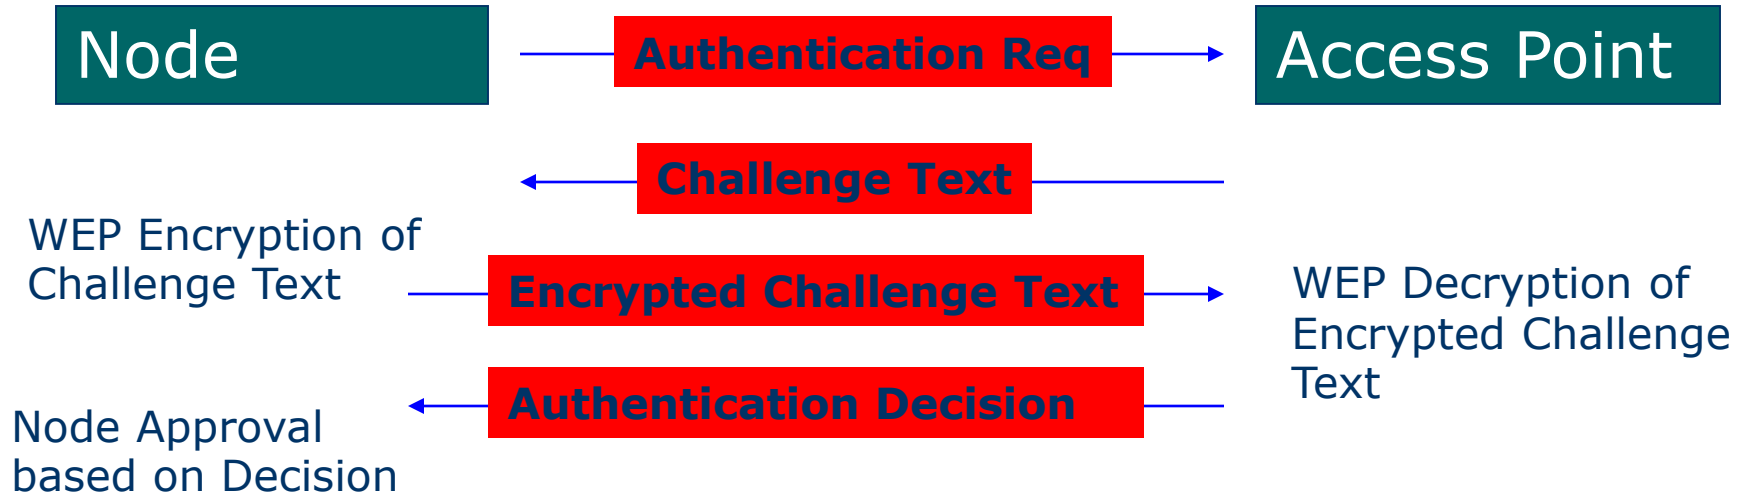 Node
Authentication Req
Access Point
Challenge Text
WEP Encryption of
Challenge Text
Encrypted Challenge Text
WEP Decryption of
Encrypted Challenge
Text
Authentication Decision
Node Approval
based on Decision